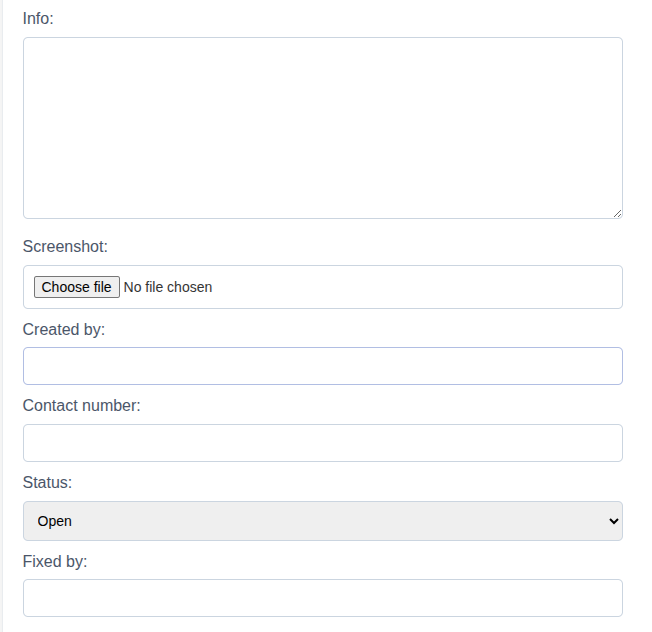 Info:
Screenshot:
Choose file No file chosen
Created by:
Contact number:
Status:
Open
Fixed by: